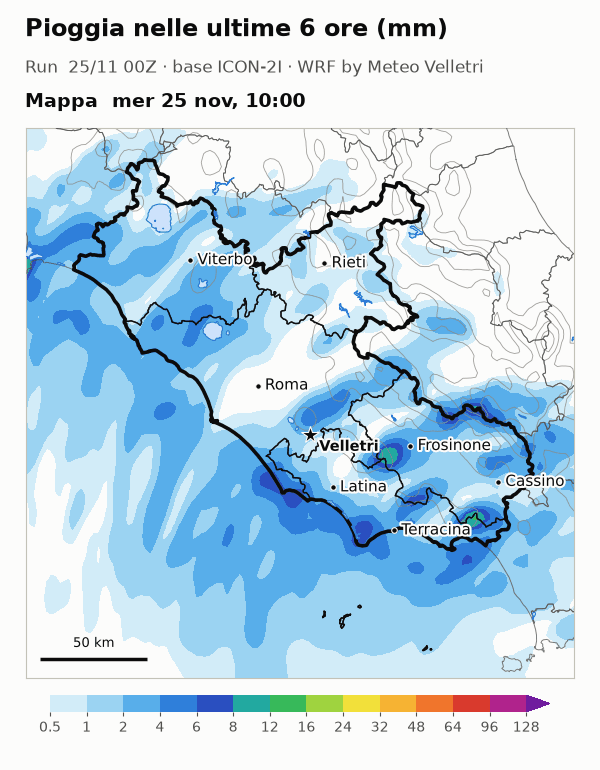 Pioggia nelle ultime 6 ore (mm)
Run  25/11 00Z · base ICON-2I · WRF by Meteo Velletri
Mappa  mer 25 nov, 10:00
Viterbo
Rieti
Roma
Velletri
Frosinone
Cassino
Latina
Terracina
50 km
0.5 1 2 4 6 8 12 16 24 32 48 64 96 128